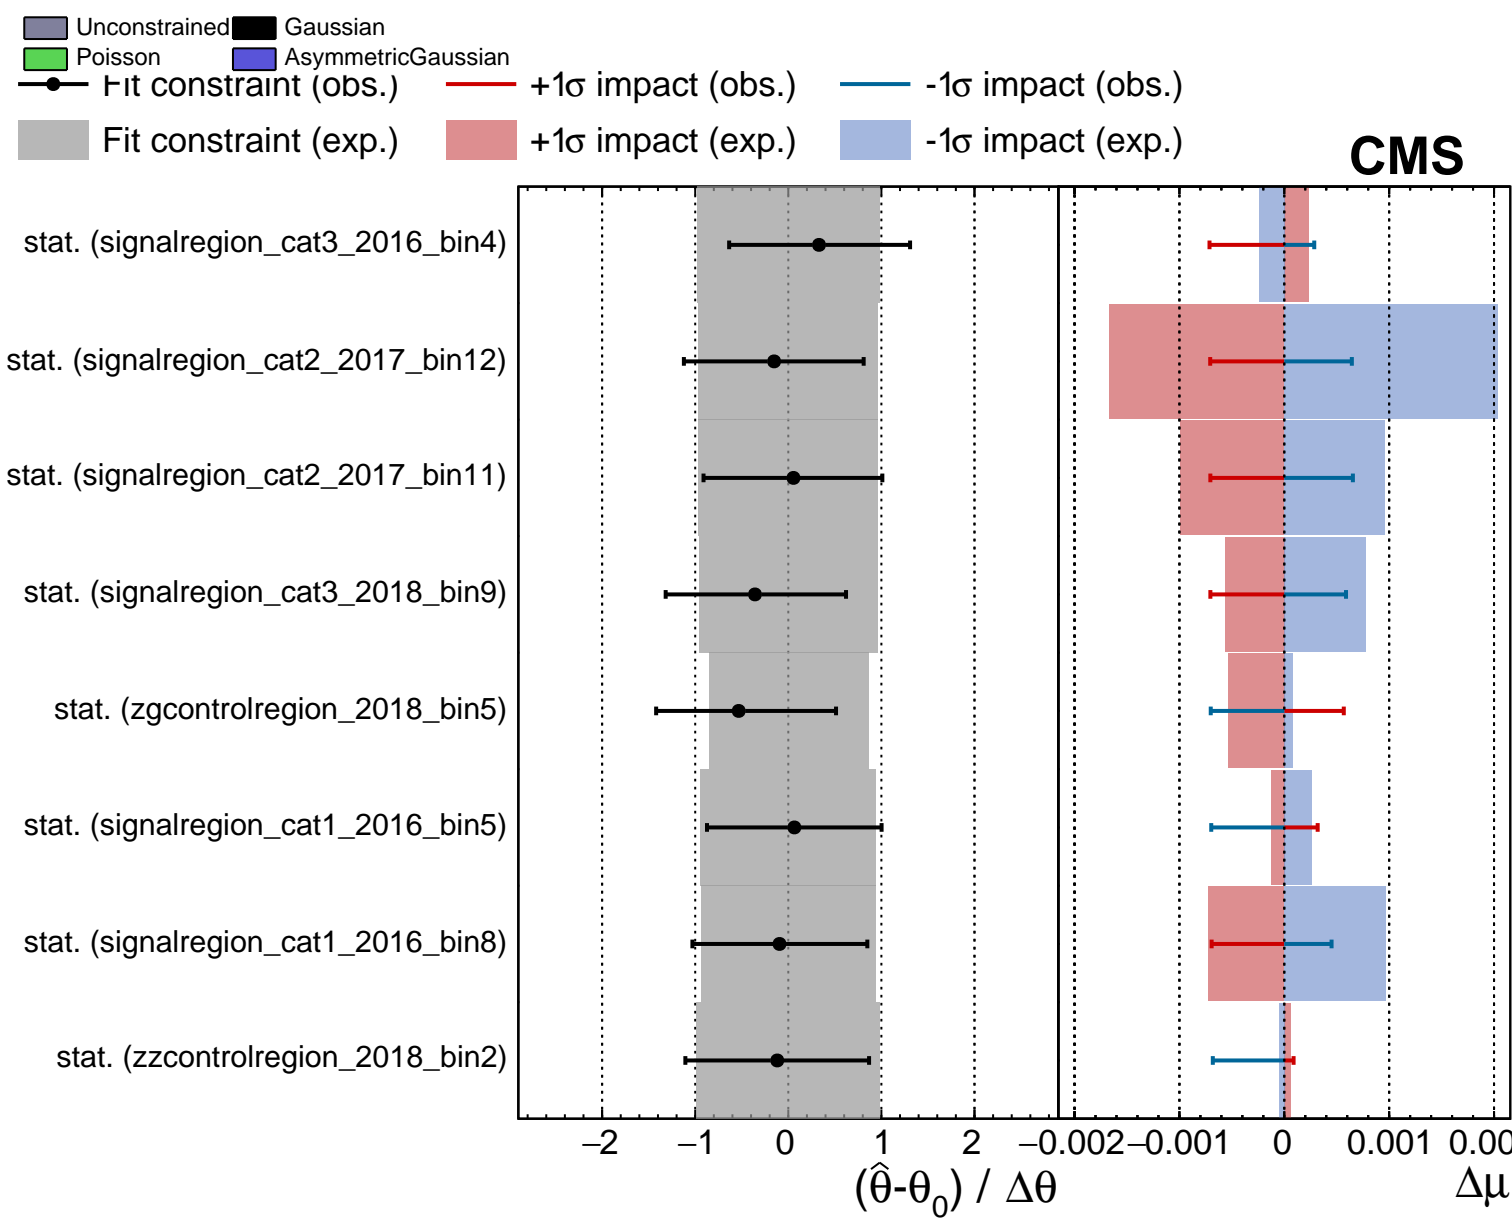 Unconstrained Gaussian
Poisson AsymmetricGaussian
Fit constraint (obs.) +1σ impact (obs.) -1σ impact (obs.)
Fit constraint (exp.) +1σ impact (exp.) -1σ impact (exp.)
CMS
stat. (signalregion_cat3_2016_bin4)
stat. (signalregion_cat2_2017_bin12)
stat. (signalregion_cat2_2017_bin11)
stat. (signalregion_cat3_2018_bin9)
stat. (zgcontrolregion_2018_bin5)
stat. (signalregion_cat1_2016_bin5)
stat. (signalregion_cat1_2016_bin8)
stat. (zzcontrolregion_2018_bin2)
−2 −1 0 1 2 −0.002 −0.001 0 0.001 0.00
(θ̂-θ₀) / Δθ Δμ